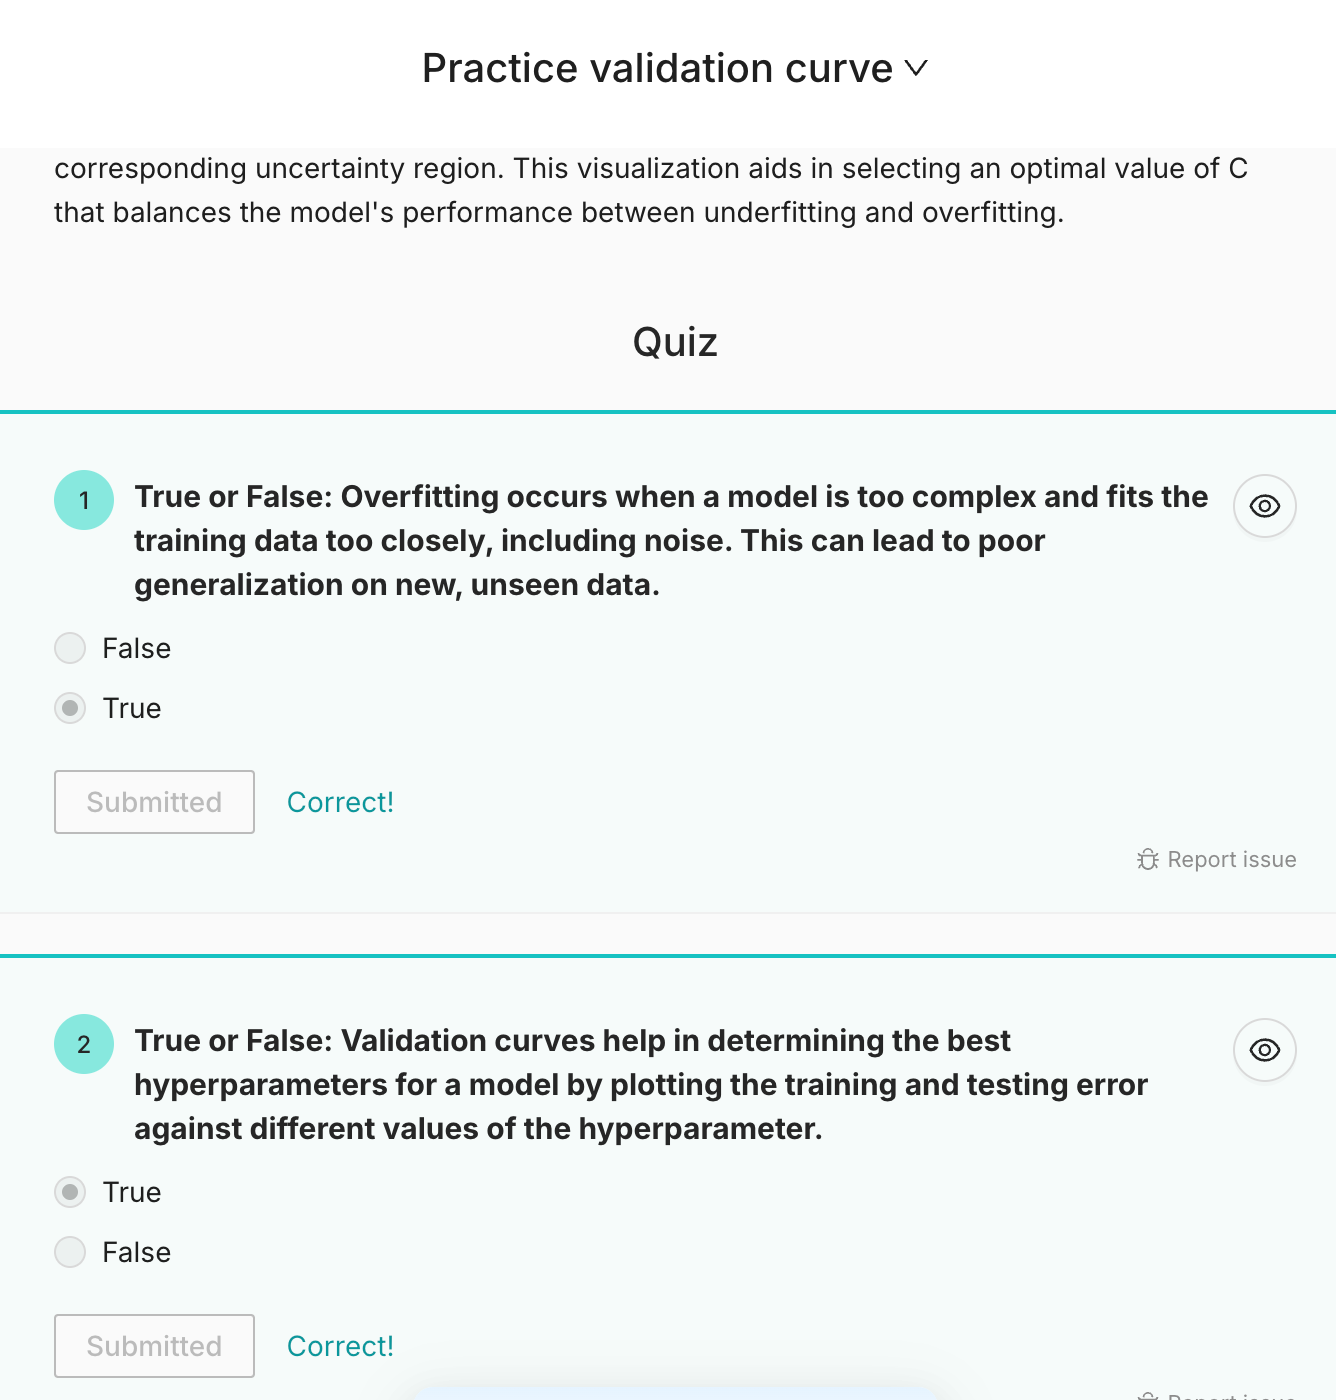 Practice validation curve
corresponding uncertainty region. This visualization aids in selecting an optimal value of C
that balances the model's performance between underfitting and overfitting.
Quiz
1
True or False: Overfitting occurs when a model is too complex and fits the
training data too closely, including noise. This can lead to poor
generalization on new, unseen data.
False
True
Submitted
Correct!
Report issue
2
True or False: Validation curves help in determining the best
hyperparameters for a model by plotting the training and testing error
against different values of the hyperparameter.
True
False
Submitted
Correct!